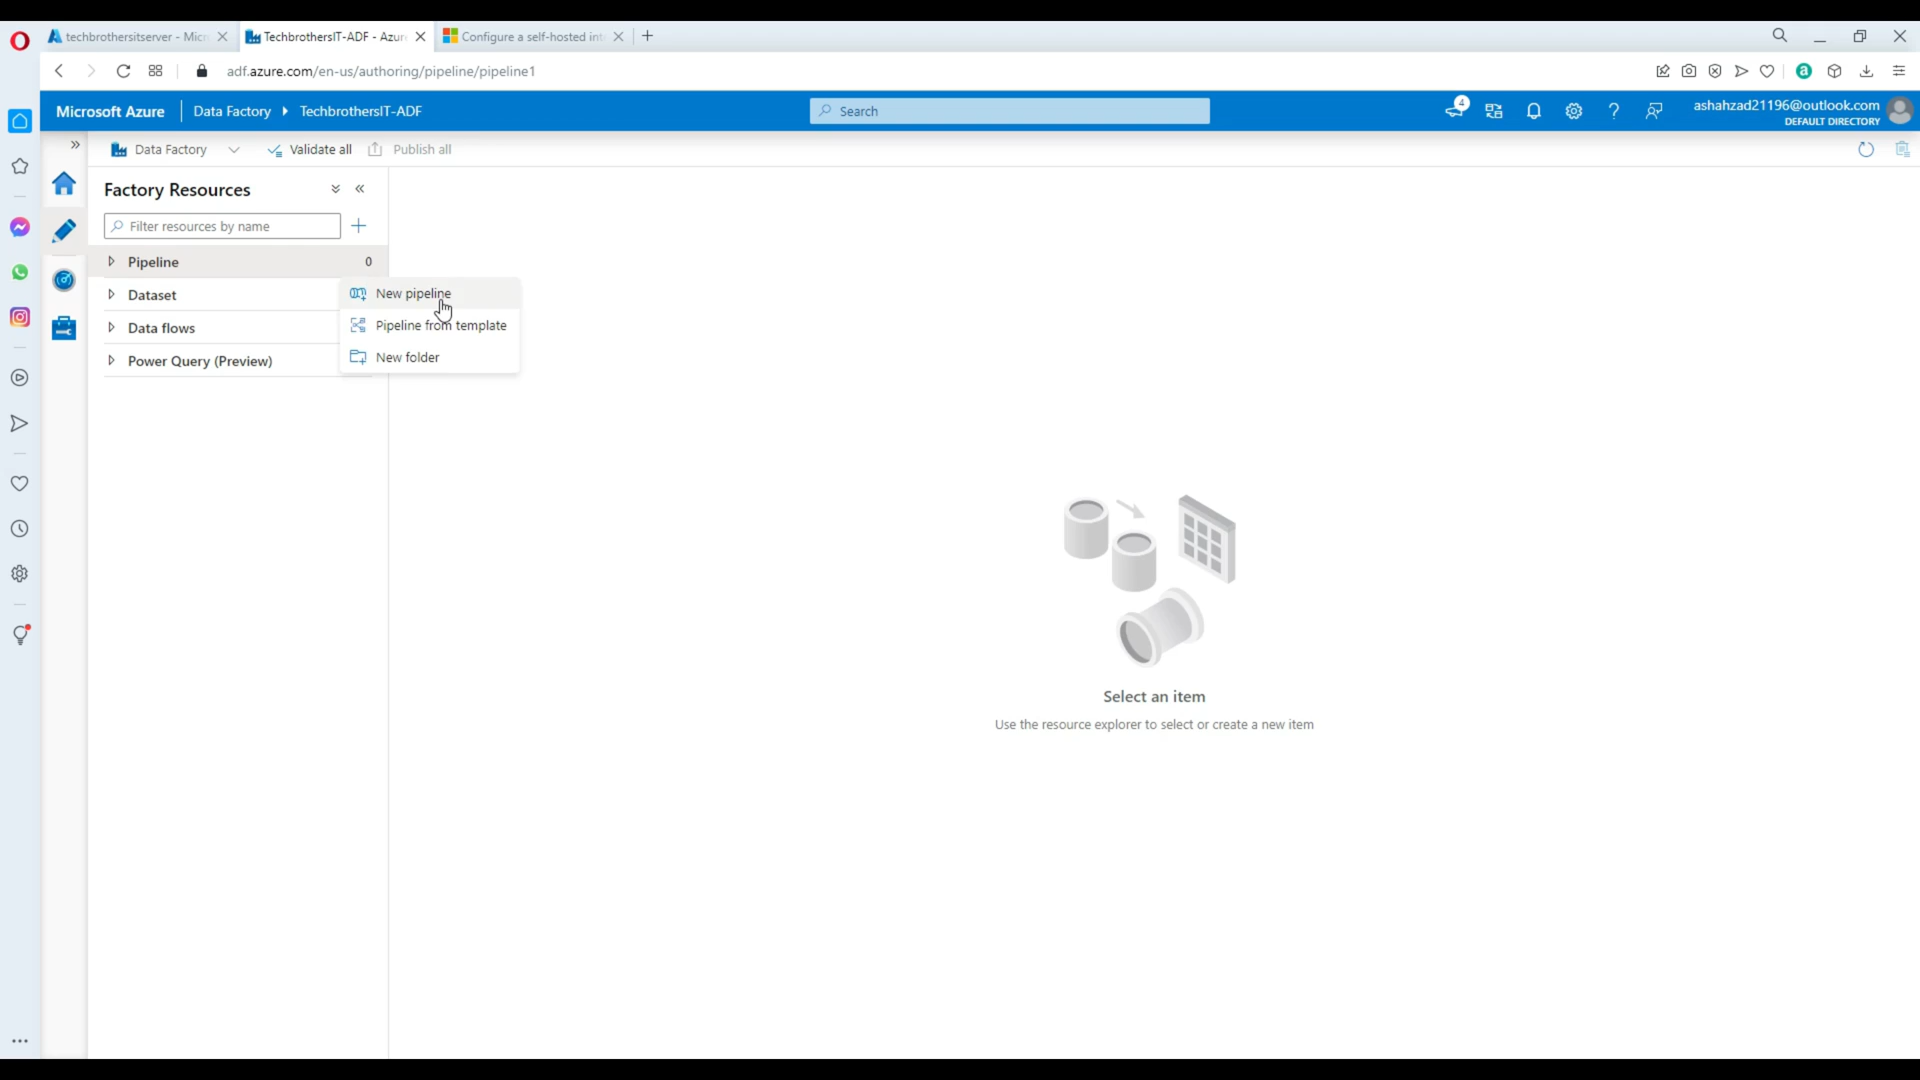 techbrothersitserver - Micr
TechbrothersIT-ADF - Azur
Configure a self-hosted int
adf.azure.com/en-us/authoring/pipeline/pipeline1
Microsoft Azure
Data Factory
TechbrothersIT-ADF
Search
4
ashahzad21196@outlook.com
DEFAULT DIRECTORY
Data Factory
Validate all
Publish all
Factory Resources
Filter resources by name
Pipeline
0
Dataset
Data flows
Power Query (Preview)
New pipeline
Pipeline from template
New folder
Select an item
Use the resource explorer to select or create a new item